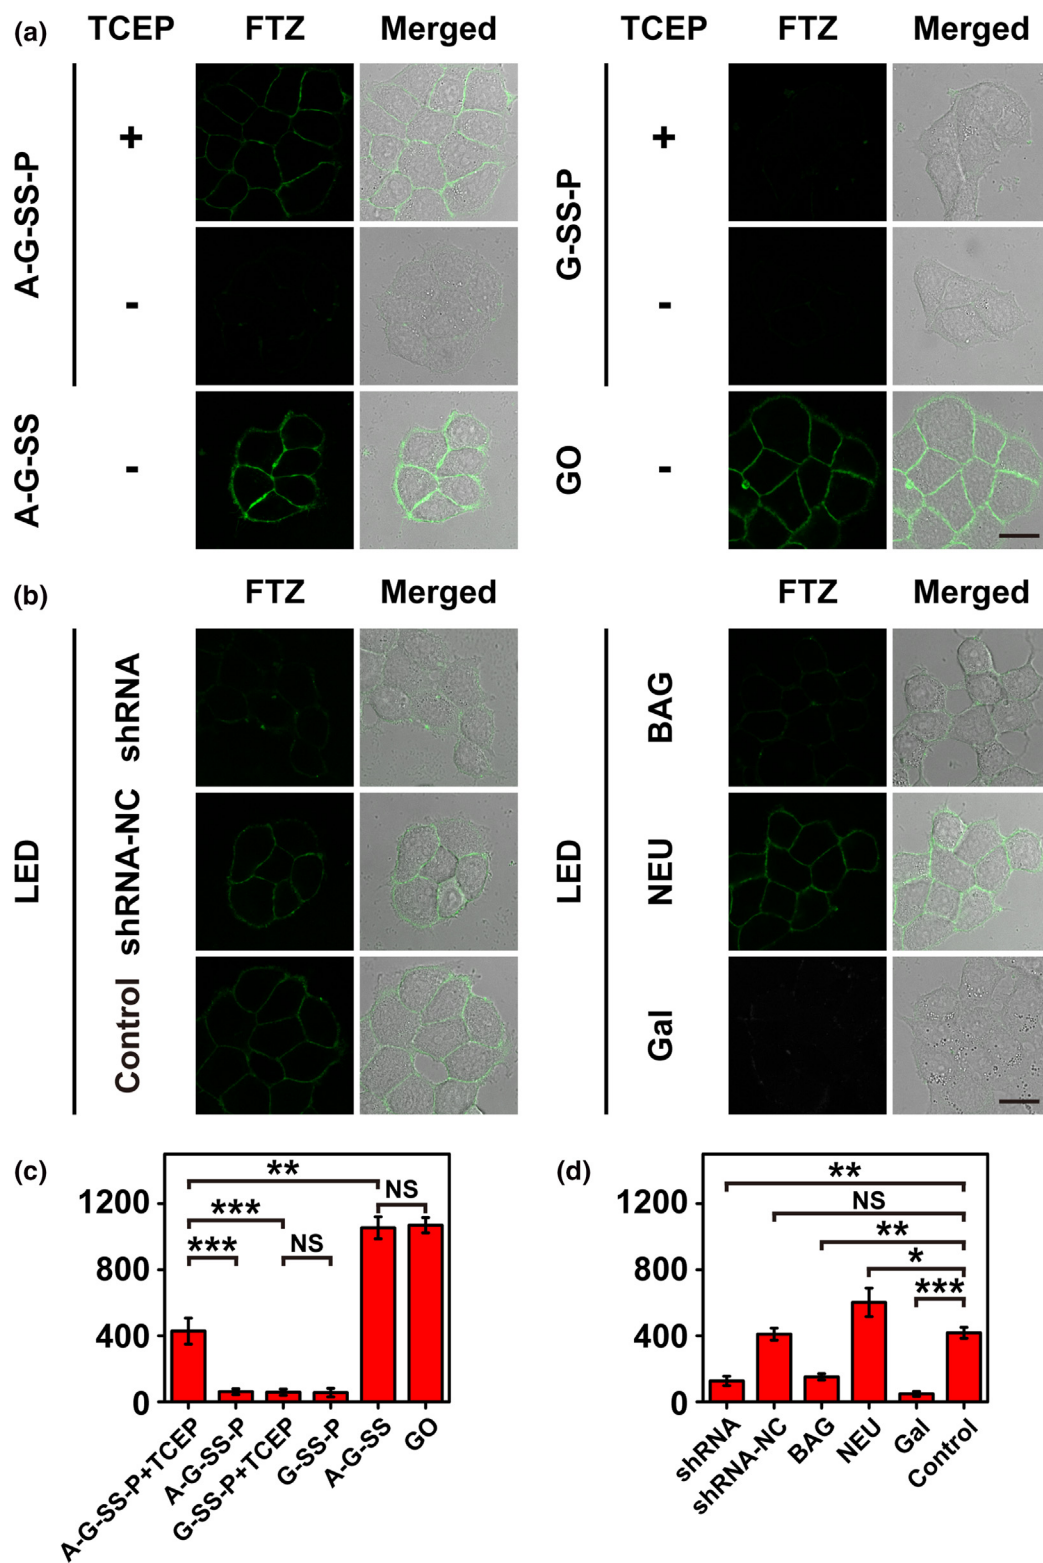 (a) TCEP FTZ Merged TCEP FTZ Merged
A-G-SS-P + G-SS-P +
- -
A-G-SS - GO -
(b) FTZ Merged FTZ Merged
LED shRNA LED BAG
shRNA-NC NEU
Control Gal
(c)
1200
800
400
0
** NS
***
*** NS
A-G-SS-P+TCEP
A-G-SS-P
G-SS-P+TCEP
G-SS-P
A-G-SS
GO
(d)
1200
800
400
0
**
NS
**
*
***
shRNA
shRNA-NC
BAG
NEU
Gal
Control